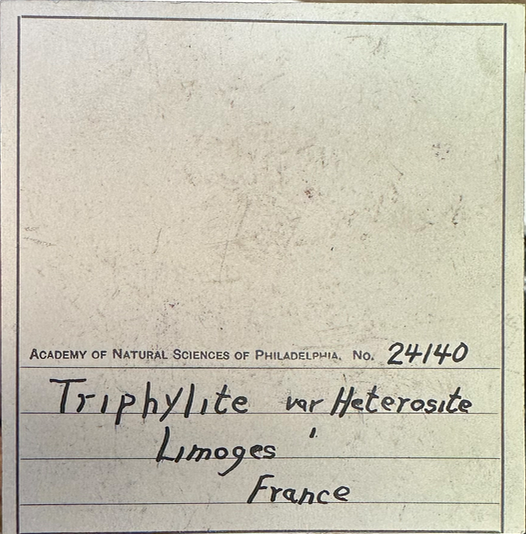 ACADEMY OF NATURAL SCIENCES OF PHILADELPHIA. No. 24140
Triphylite var Heterosite
Limoges
France